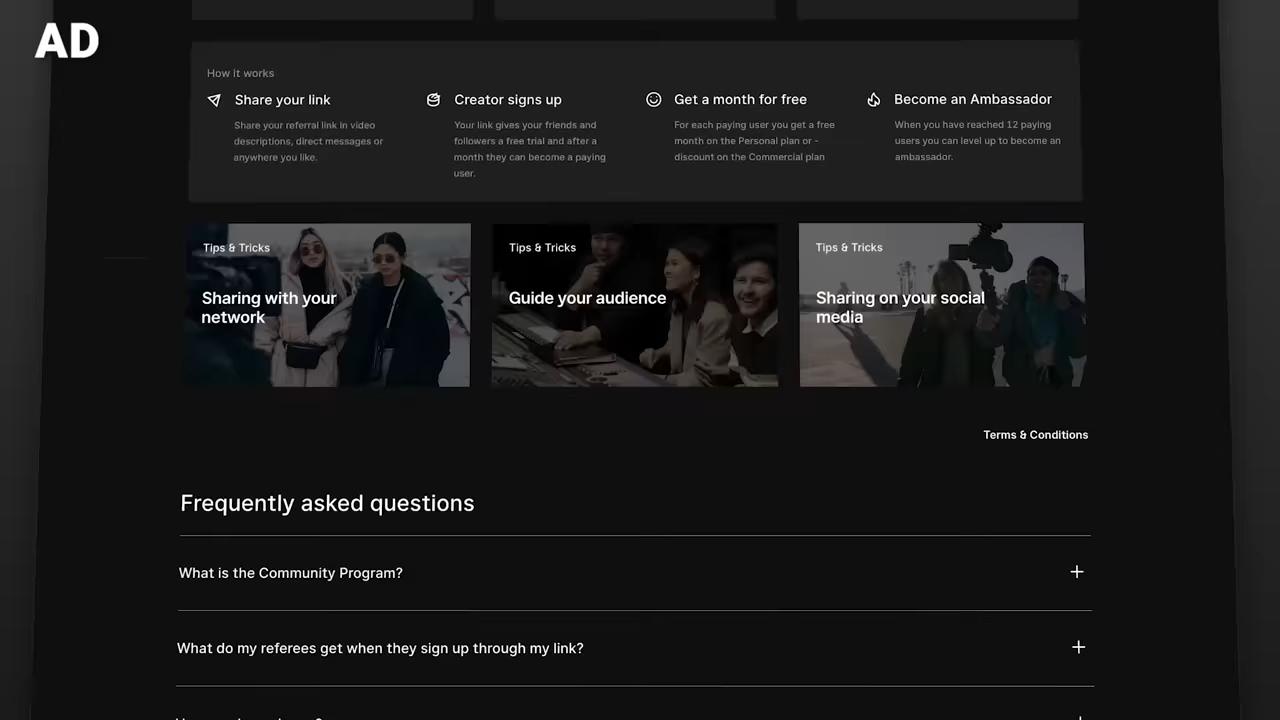 AD
How it works
Share your link
Share your referral link in video
descriptions, direct messages or
anywhere you like.
Creator signs up
Your link gives your friends and
followers a free trial and after a
month they can become a paying
user.
Get a month for free
For each paying user you get a free
month on the Personal plan or -
discount on the Commercial plan
Become an Ambassador
When you have reached 12 paying
users you can level up to become an
ambassador.
Tips & Tricks
Sharing with your
network
Tips & Tricks
Guide your audience
Tips & Tricks
Sharing on your social
media
Terms & Conditions
Frequently asked questions
What is the Community Program?
What do my referees get when they sign up through my link?